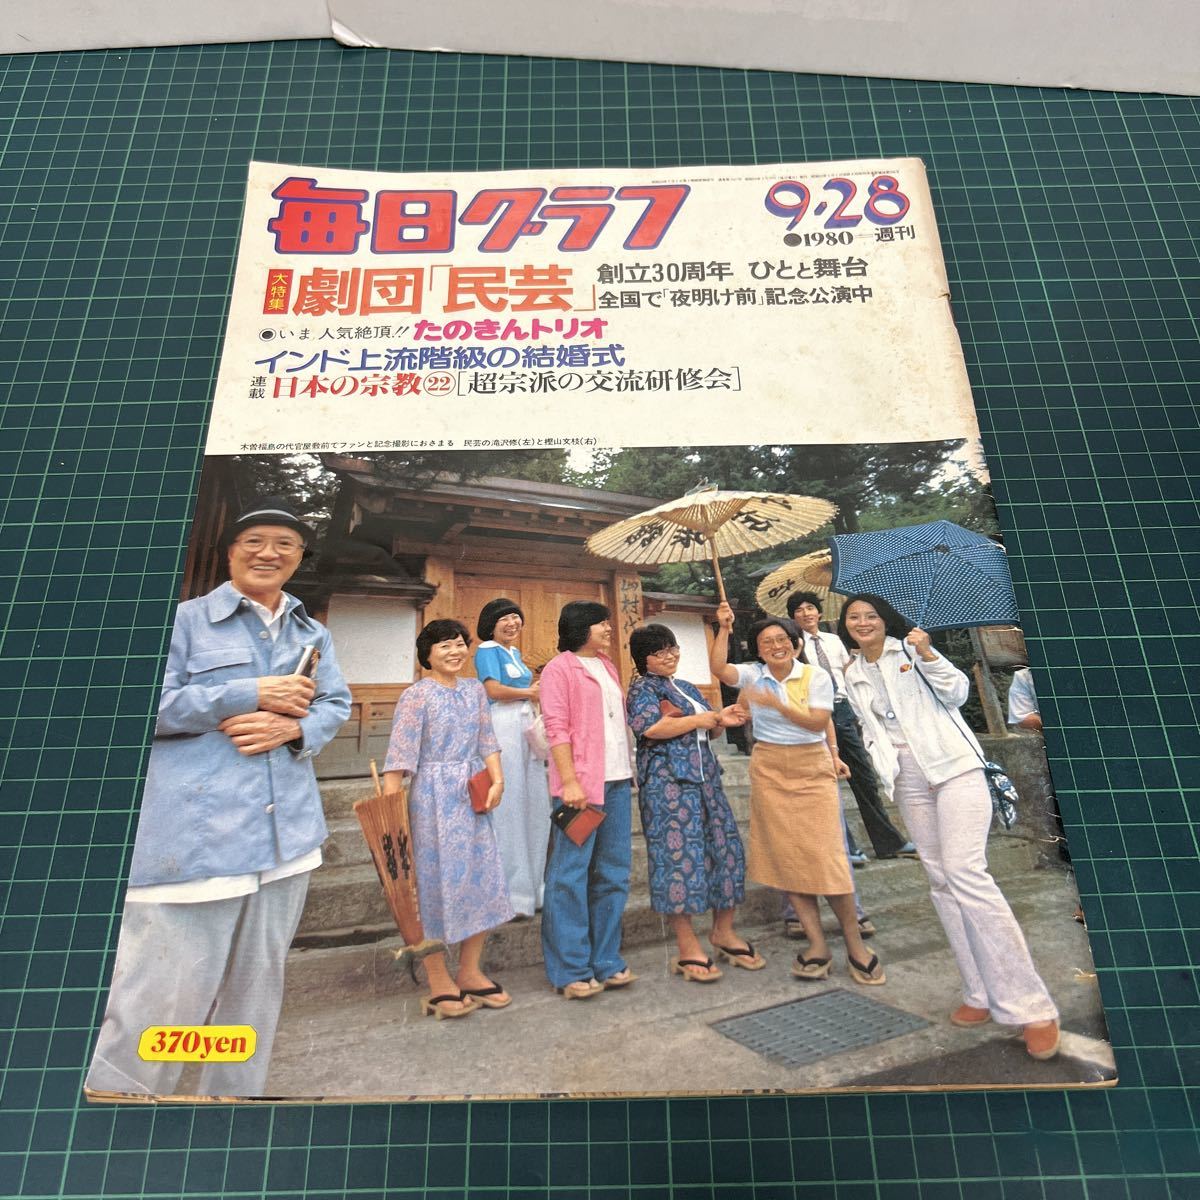 毎日グラフ
9・28
●1980―週刊
大特集 劇団「民芸」 創立30周年 ひとと舞台
全国で「夜明け前」記念公演中
●いま、人気絶頂!! たのきんトリオ
インド上流階級の結婚式
連載 日本の宗教㉒[超宗派の交流研修会]
木曽福島の代官屋敷前でファンと記念撮影におさまる 民芸の滝沢修(左)と樫山文枝(右)
山村代
370yen